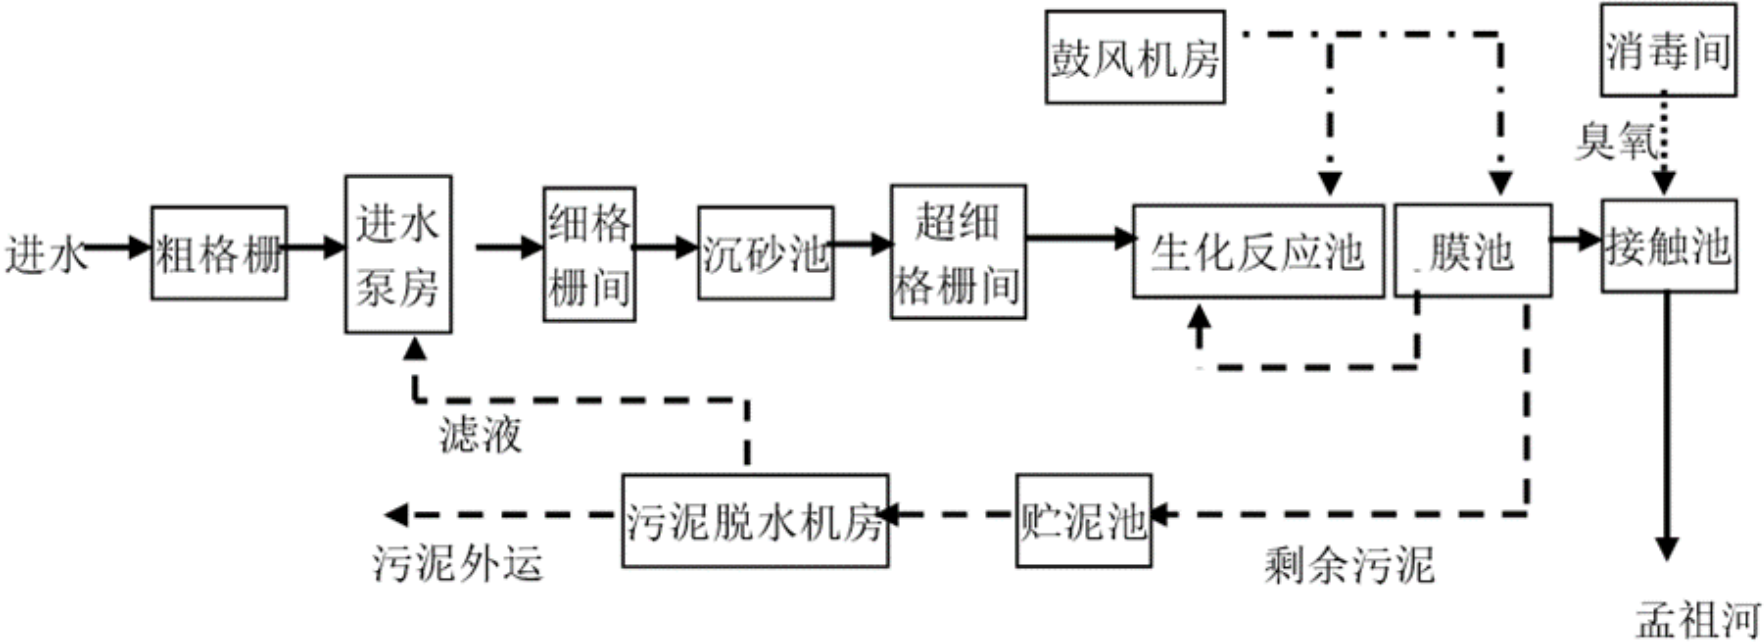 鼓风机房
消毒间
臭氧
进水
粗格栅
进水
泵房
细格
栅间
沉砂池
超细
格栅间
生化反应池
膜池
接触池
滤液
污泥脱水机房
贮泥池
污泥外运
剩余污泥
孟祖河